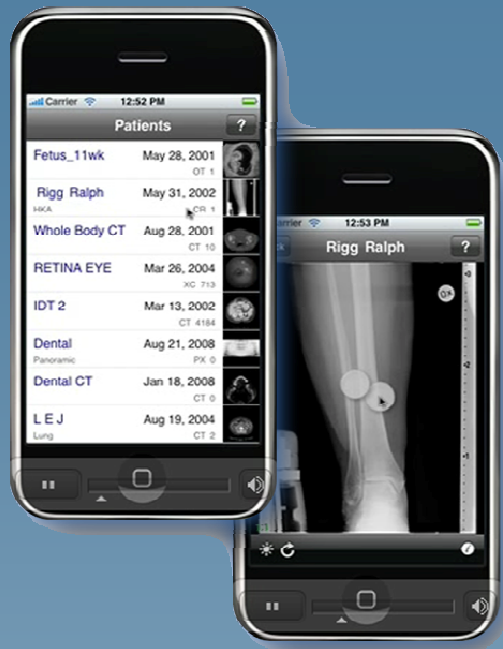 Carrier 12:52 PM
Patients ?
Fetus_11wk May 28, 2001
OT 1
Rigg Ralph May 31, 2002
HKA CR 1
Whole Body CT Aug 28, 2001
CT 10
RETINA EYE Mar 26, 2004
XC 713
IDT 2 Mar 13, 2002
CT 4184
Dental Aug 21, 2008
Panoramic PX 0
Dental CT Jan 18, 2008
CT 0
L E J Aug 19, 2004
Lung CT 2
arrier 12:53 PM
Rigg Ralph ?